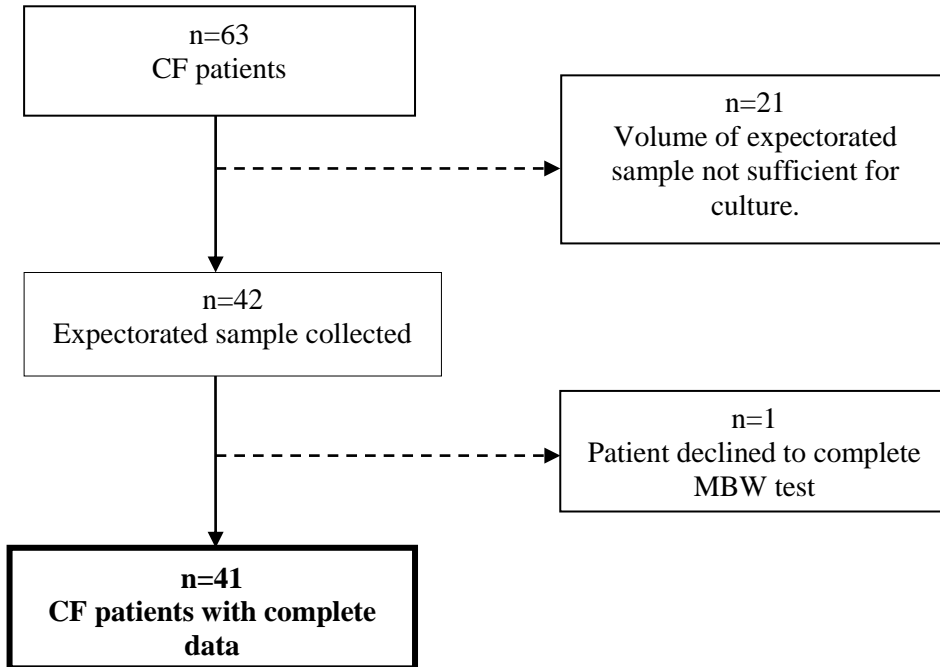 n=63
CF patients
n=21
Volume of expectorated
sample not sufficient for
culture.
n=42
Expectorated sample collected
n=1
Patient declined to complete
MBW test
n=41
CF patients with complete
data